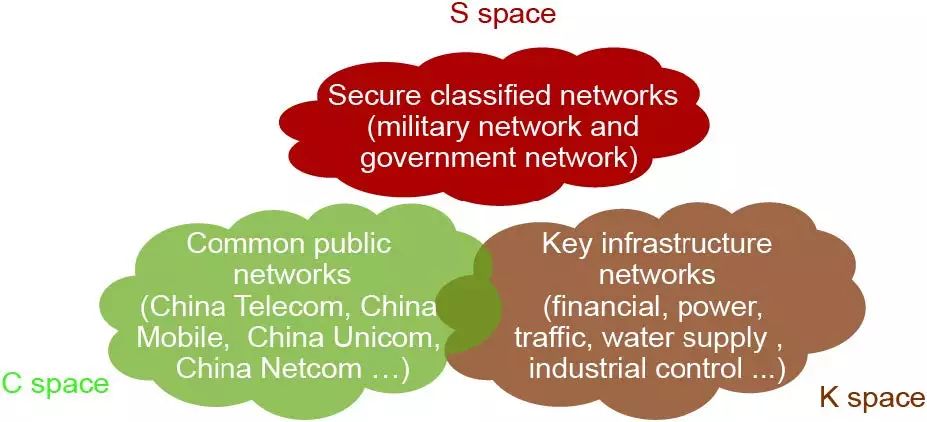 S space
Secure classified networks
(military network and
government network)
Common public
networks
(China Telecom, China
Mobile, China Unicom,
China Netcom …)
Key infrastructure
networks
(financial, power,
traffic, water supply ,
industrial control ...)
C space
K space